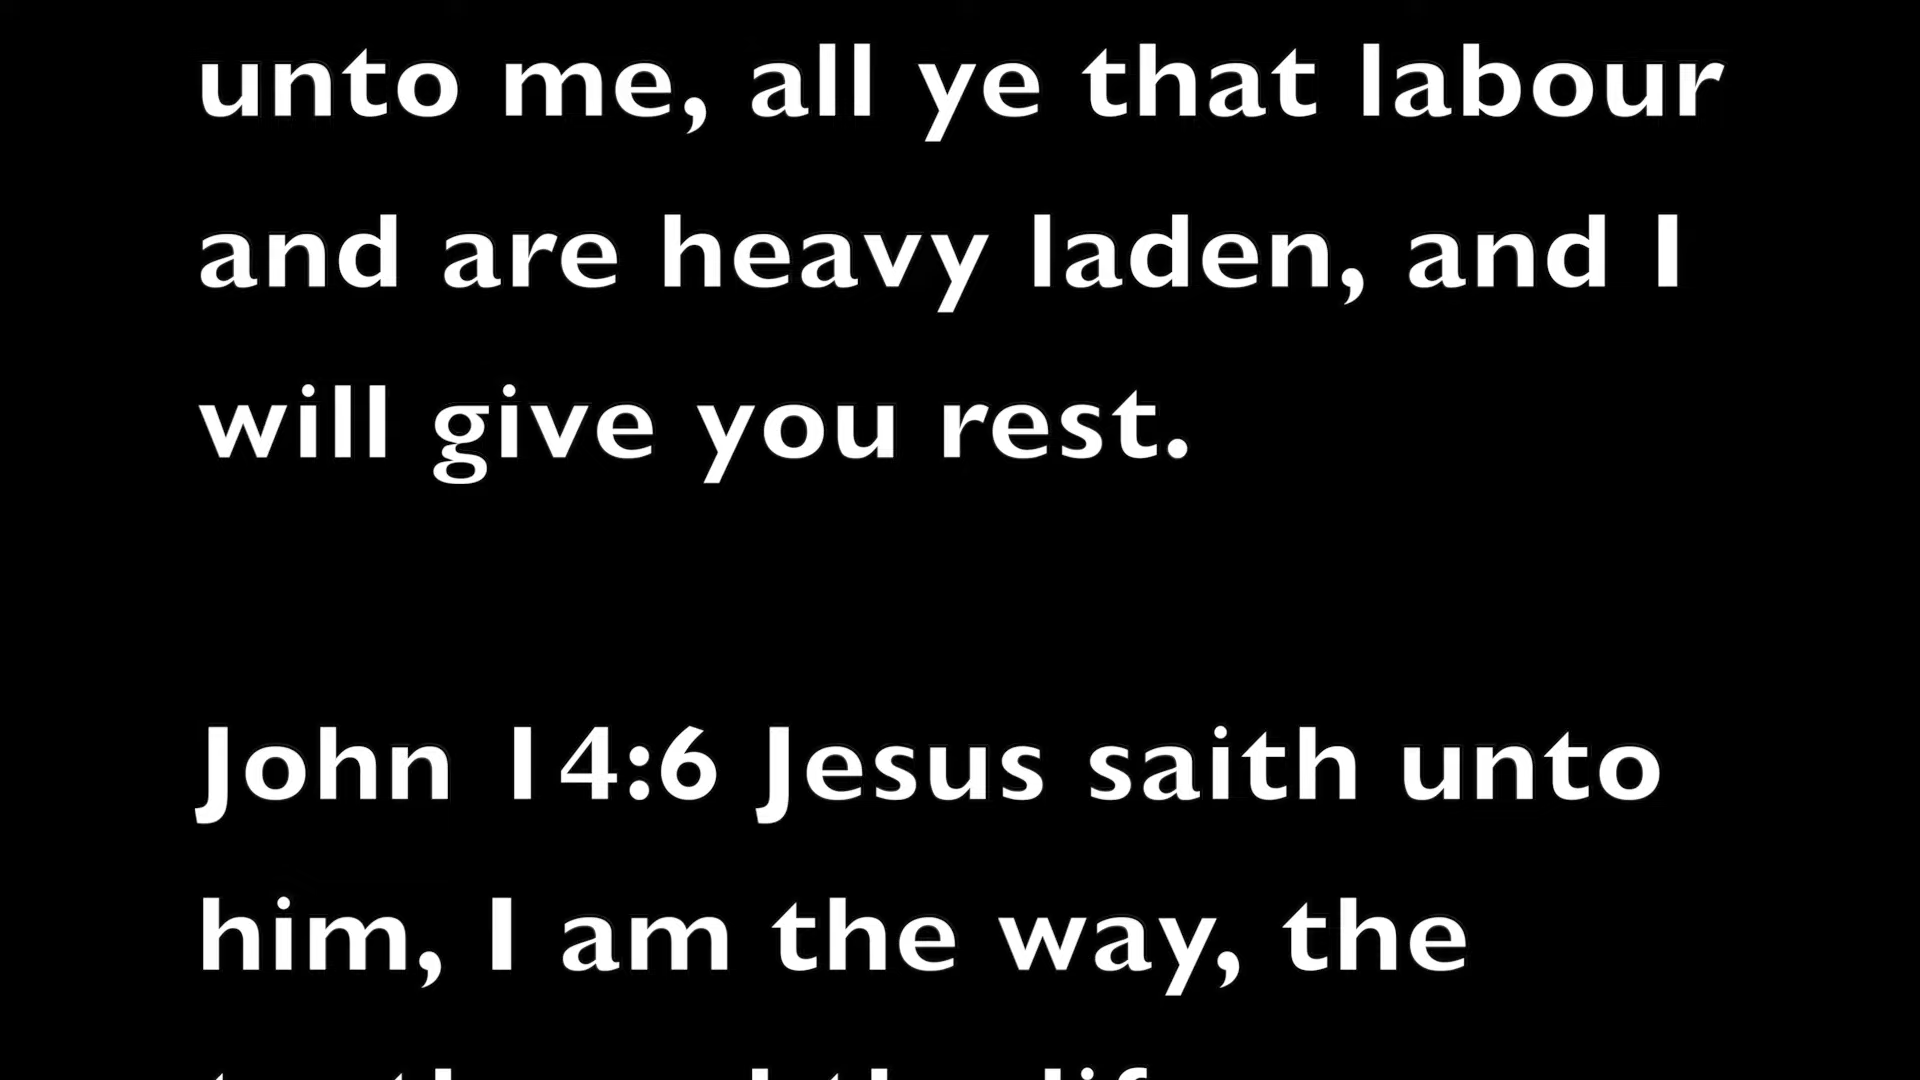 unto me, all ye that labour
and are heavy laden, and I
will give you rest.
John 14:6 Jesus saith unto
him, I am the way, the